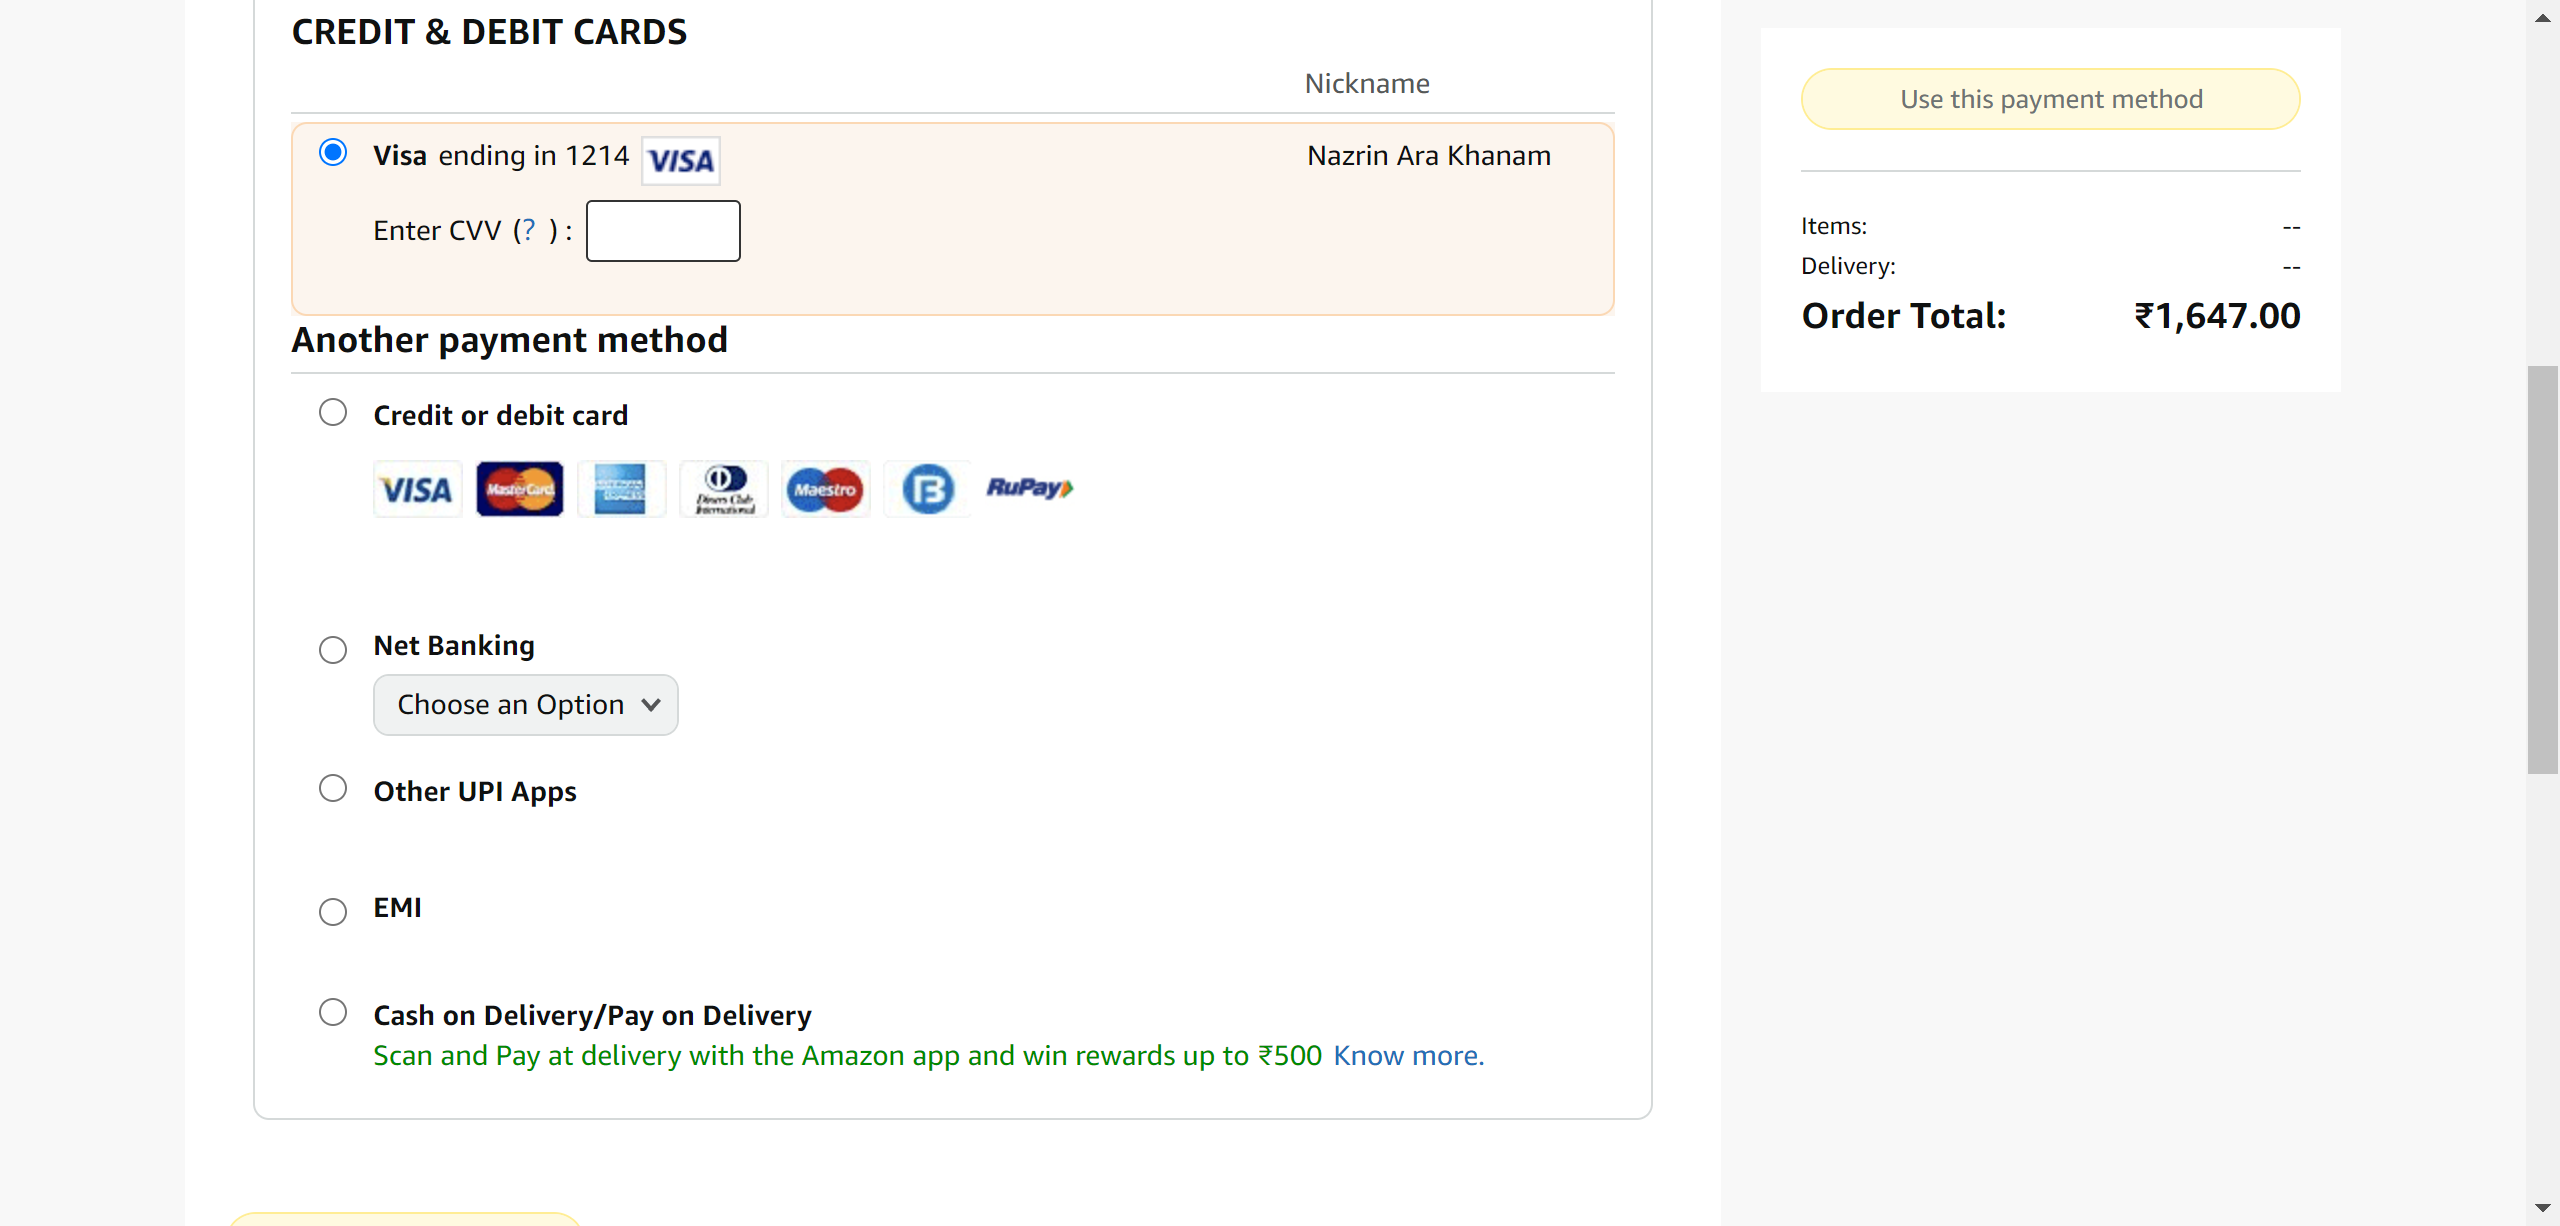 CREDIT & DEBIT CARDS
Nickname
Visa ending in 1214 VISA Nazrin Ara Khanam
Enter CVV (? ) :
Another payment method
Credit or debit card
VISA MasterCard AMERICAN EXPRESS Diners Club International Maestro B RuPay
Net Banking
Choose an Option
Other UPI Apps
EMI
Cash on Delivery/Pay on Delivery
Scan and Pay at delivery with the Amazon app and win rewards up to ₹500 Know more.
Use this payment method
Items: --
Delivery: --
Order Total: ₹1,647.00